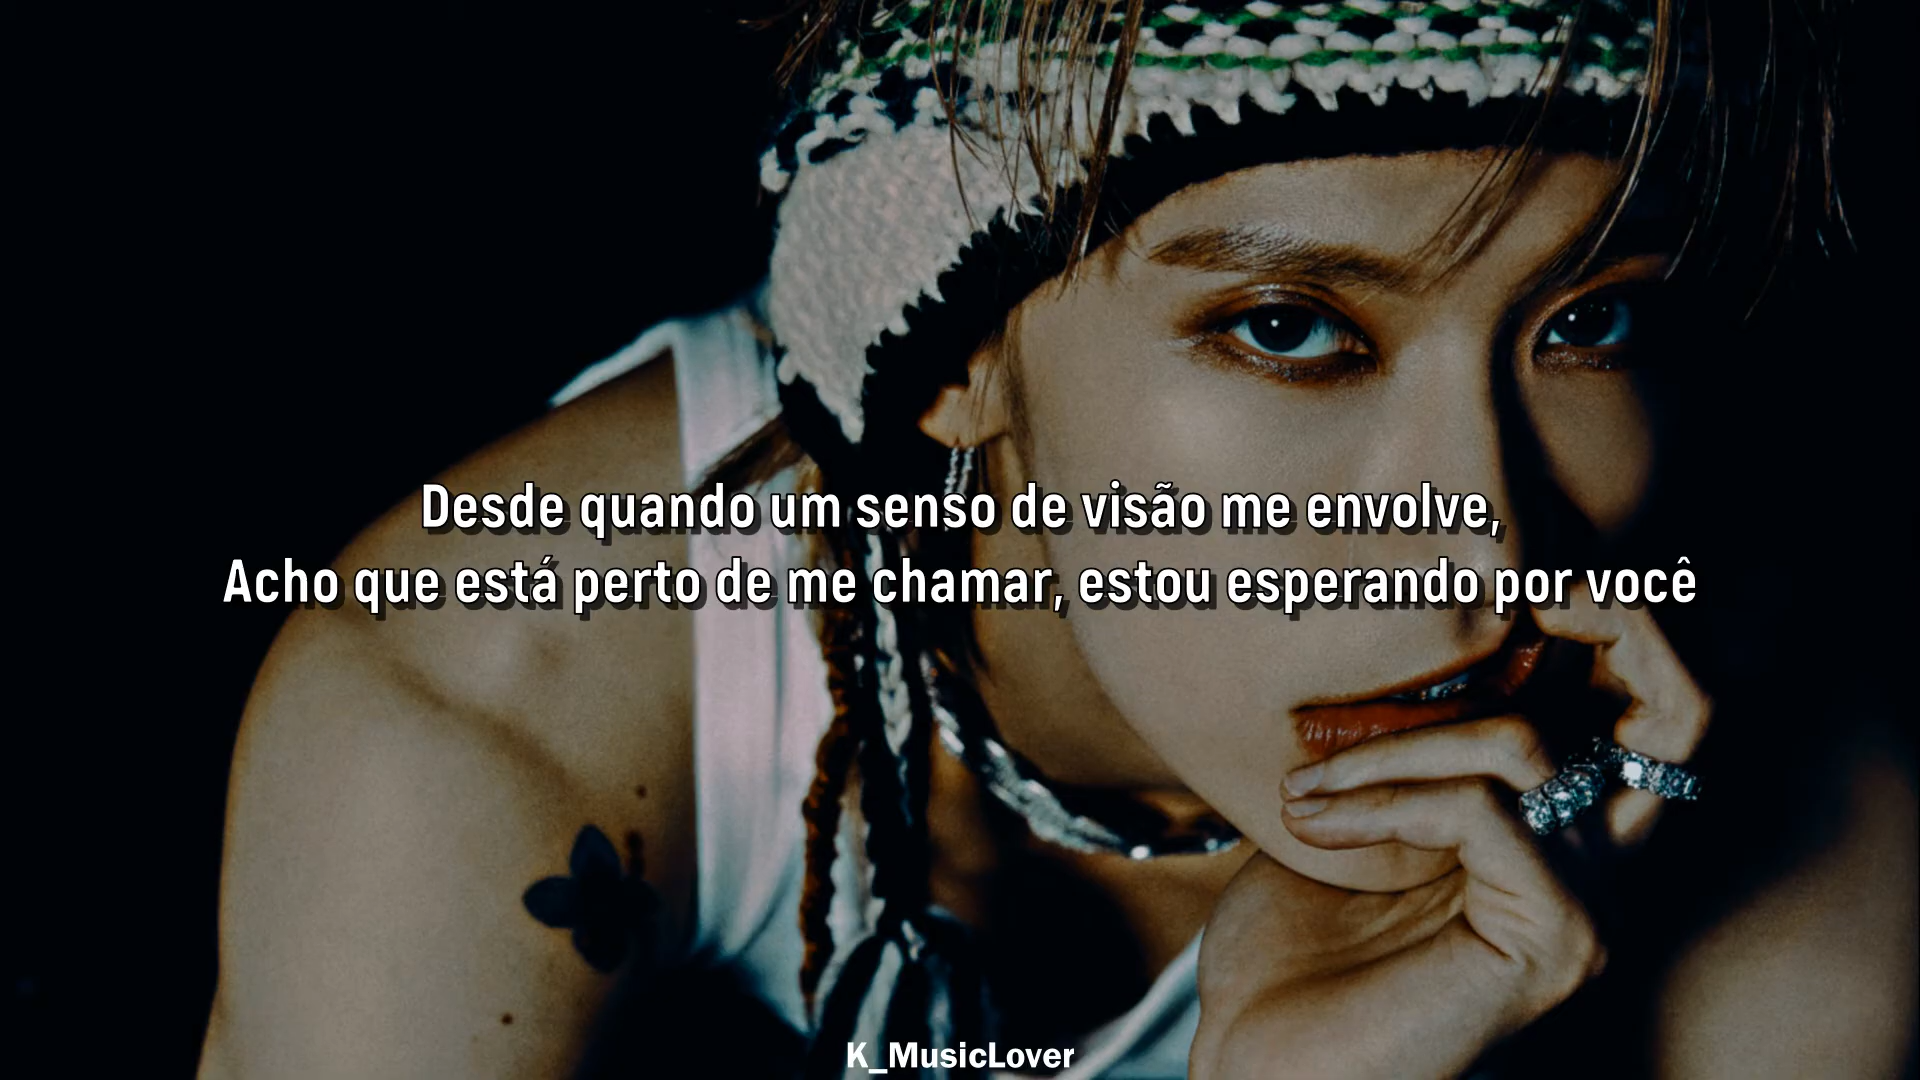 Desde quando um senso de visão me envolve,
Acho que está perto de me chamar, estou esperando por você
K_MusicLover